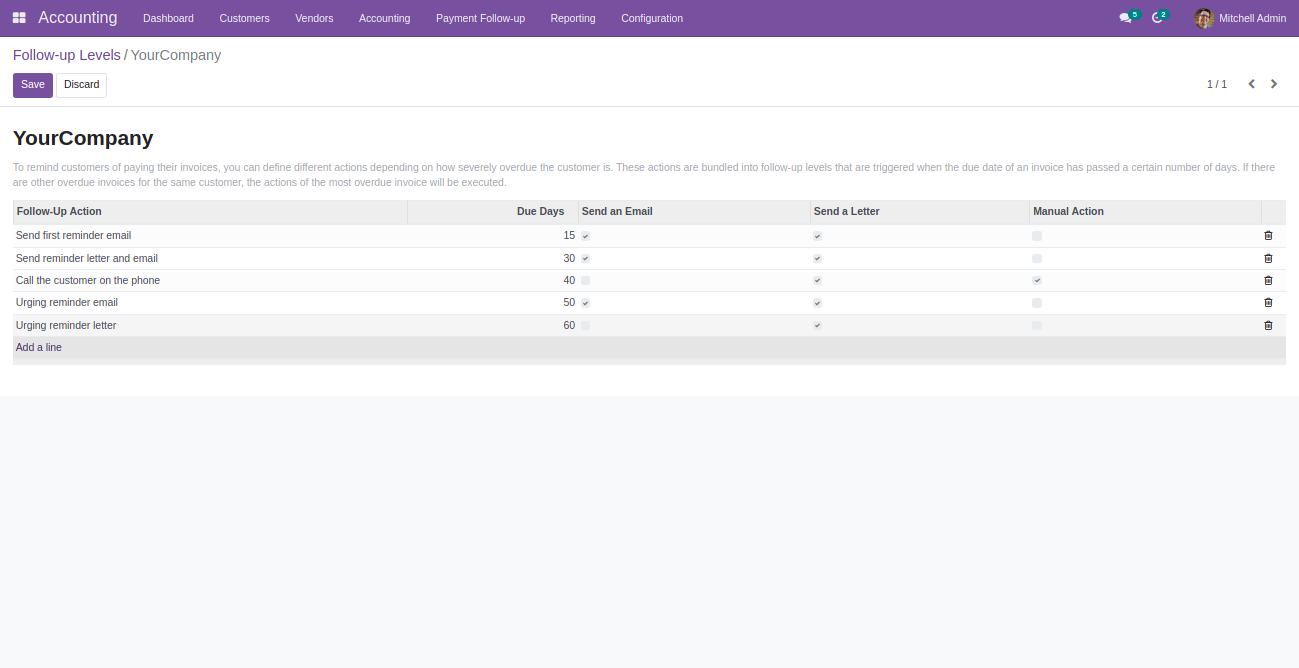 Accounting Dashboard Customers Vendors Accounting Payment Follow-up Reporting Configuration 5 2 Mitchell Admin
Follow-up Levels / YourCompany
Save Discard 1 / 1
YourCompany
To remind customers of paying their invoices, you can define different actions depending on how severely overdue the customer is. These actions are bundled into follow-up levels that are triggered when the due date of an invoice has passed a certain number of days. If there
are other overdue invoices for the same customer, the actions of the most overdue invoice will be executed.
Follow-Up Action Due Days Send an Email Send a Letter Manual Action
Send first reminder email 15
Send reminder letter and email 30
Call the customer on the phone 40
Urging reminder email 50
Urging reminder letter 60
Add a line